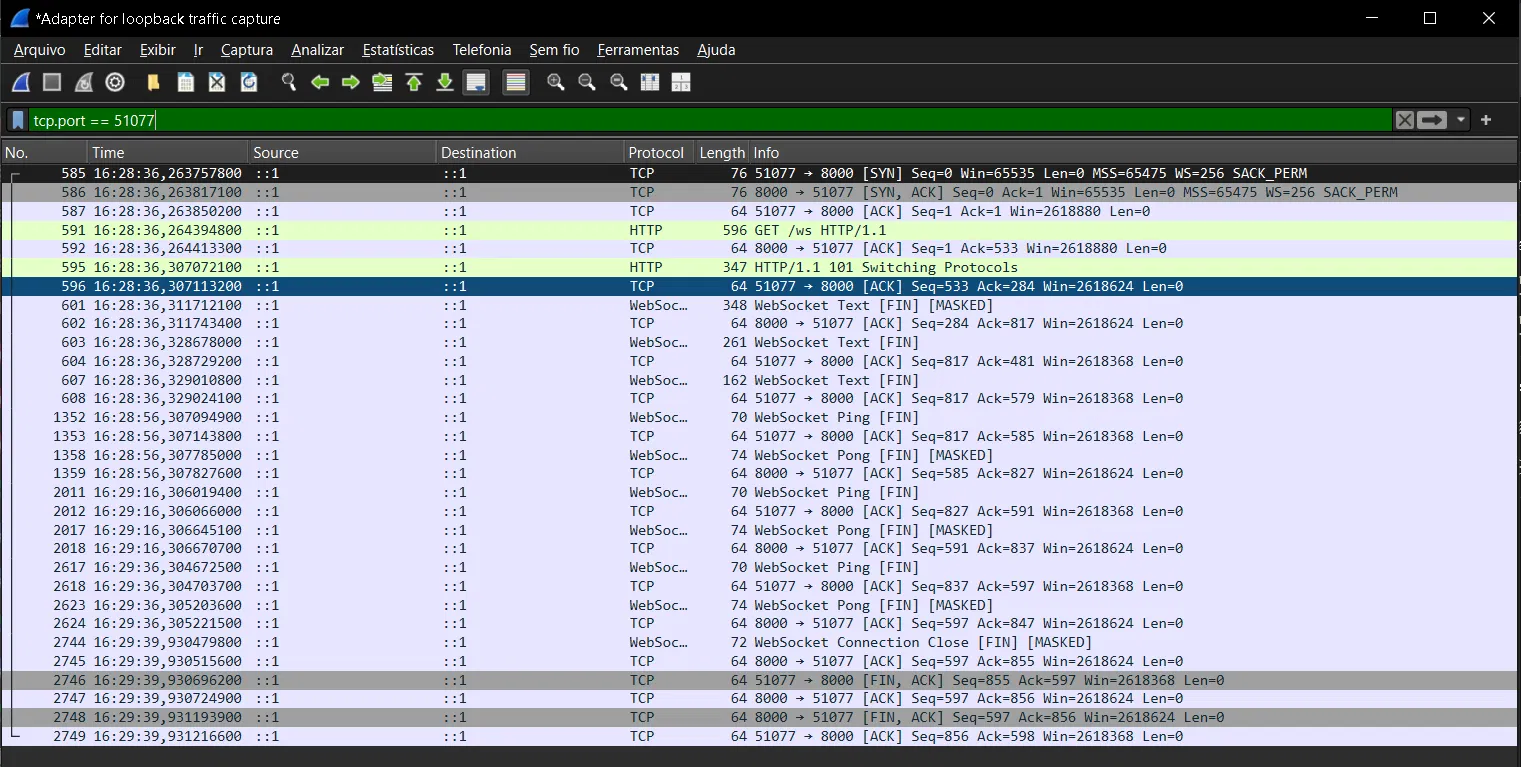 *Adapter for loopback traffic capture
Arquivo Editar Exibir Ir Captura Analizar Estatísticas Telefonia Sem fio Ferramentas Ajuda
tcp.port == 51077
No. Time Source Destination Protocol Length Info
585 16:28:36,263757800 ::1 ::1 TCP 76 51077 → 8000 [SYN] Seq=0 Win=65535 Len=0 MSS=65475 WS=256 SACK_PERM
586 16:28:36,263817100 ::1 ::1 TCP 76 8000 → 51077 [SYN, ACK] Seq=0 Ack=1 Win=65535 Len=0 MSS=65475 WS=256 SACK_PERM
587 16:28:36,263850200 ::1 ::1 TCP 64 51077 → 8000 [ACK] Seq=1 Ack=1 Win=2618880 Len=0
591 16:28:36,264394800 ::1 ::1 HTTP 596 GET /ws HTTP/1.1
592 16:28:36,264413300 ::1 ::1 TCP 64 8000 → 51077 [ACK] Seq=1 Ack=533 Win=2618880 Len=0
595 16:28:36,307072100 ::1 ::1 HTTP 347 HTTP/1.1 101 Switching Protocols
596 16:28:36,307113200 ::1 ::1 TCP 64 51077 → 8000 [ACK] Seq=533 Ack=284 Win=2618624 Len=0
601 16:28:36,311712100 ::1 ::1 WebSoc… 348 WebSocket Text [FIN] [MASKED]
602 16:28:36,311743400 ::1 ::1 TCP 64 8000 → 51077 [ACK] Seq=284 Ack=817 Win=2618624 Len=0
603 16:28:36,328678000 ::1 ::1 WebSoc… 261 WebSocket Text [FIN]
604 16:28:36,328729200 ::1 ::1 TCP 64 51077 → 8000 [ACK] Seq=817 Ack=481 Win=2618368 Len=0
607 16:28:36,329010800 ::1 ::1 WebSoc… 162 WebSocket Text [FIN]
608 16:28:36,329024100 ::1 ::1 TCP 64 51077 → 8000 [ACK] Seq=817 Ack=579 Win=2618368 Len=0
1352 16:28:56,307094900 ::1 ::1 WebSoc… 70 WebSocket Ping [FIN]
1353 16:28:56,307143800 ::1 ::1 TCP 64 51077 → 8000 [ACK] Seq=817 Ack=585 Win=2618368 Len=0
1358 16:28:56,307785000 ::1 ::1 WebSoc… 74 WebSocket Pong [FIN] [MASKED]
1359 16:28:56,307827600 ::1 ::1 TCP 64 8000 → 51077 [ACK] Seq=585 Ack=827 Win=2618624 Len=0
2011 16:29:16,306019400 ::1 ::1 WebSoc… 70 WebSocket Ping [FIN]
2012 16:29:16,306066000 ::1 ::1 TCP 64 51077 → 8000 [ACK] Seq=827 Ack=591 Win=2618368 Len=0
2017 16:29:16,306645100 ::1 ::1 WebSoc… 74 WebSocket Pong [FIN] [MASKED]
2018 16:29:16,306670700 ::1 ::1 TCP 64 8000 → 51077 [ACK] Seq=591 Ack=837 Win=2618624 Len=0
2617 16:29:36,304672500 ::1 ::1 WebSoc… 70 WebSocket Ping [FIN]
2618 16:29:36,304703700 ::1 ::1 TCP 64 51077 → 8000 [ACK] Seq=837 Ack=597 Win=2618368 Len=0
2623 16:29:36,305203600 ::1 ::1 WebSoc… 74 WebSocket Pong [FIN] [MASKED]
2624 16:29:36,305221500 ::1 ::1 TCP 64 8000 → 51077 [ACK] Seq=597 Ack=847 Win=2618624 Len=0
2744 16:29:39,930479800 ::1 ::1 WebSoc… 72 WebSocket Connection Close [FIN] [MASKED]
2745 16:29:39,930515600 ::1 ::1 TCP 64 8000 → 51077 [ACK] Seq=597 Ack=855 Win=2618624 Len=0
2746 16:29:39,930696200 ::1 ::1 TCP 64 51077 → 8000 [FIN, ACK] Seq=855 Ack=597 Win=2618368 Len=0
2747 16:29:39,930724900 ::1 ::1 TCP 64 8000 → 51077 [ACK] Seq=597 Ack=856 Win=2618624 Len=0
2748 16:29:39,931193900 ::1 ::1 TCP 64 8000 → 51077 [FIN, ACK] Seq=597 Ack=856 Win=2618624 Len=0
2749 16:29:39,931216600 ::1 ::1 TCP 64 51077 → 8000 [ACK] Seq=856 Ack=598 Win=2618368 Len=0